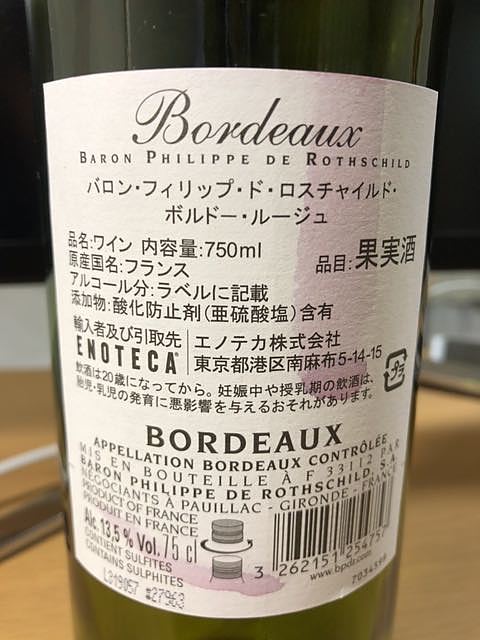 Bordeaux
BARON PHILIPPE DE ROTHSCHILD
バロン・フィリップ・ド・ロスチャイルド・
ボルドー・ルージュ
品名:ワイン 内容量:750ml
原産国名:フランス
品目:果実酒
アルコール分:ラベルに記載
添加物:酸化防止剤(亜硫酸塩)含有
輸入者及び引取先
ENOTECA
エノテカ株式会社
東京都港区南麻布5-14-15
プラ
飲酒は20歳になってから。妊娠中や授乳期の飲酒は、
胎児・乳児の発育に悪影響を与えるおそれがあります。
BORDEAUX
APPELLATION BORDEAUX CONTRÔLÉE
MIS EN BOUTEILLE À F 33112 PAR
BARON PHILIPPE DE ROTHSCHILD, S.A.
NÉGOCIANTS À PAUILLAC - GIRONDE - FRANCE
PRODUCT OF FRANCE
PRODUIT EN FRANCE
Alc. 13,5 % Vol. 75 cl
CONTIENT SULFITES
CONTAINS SULPHITES
L319057 #27963
3 262151 25475
www.bpdr.com